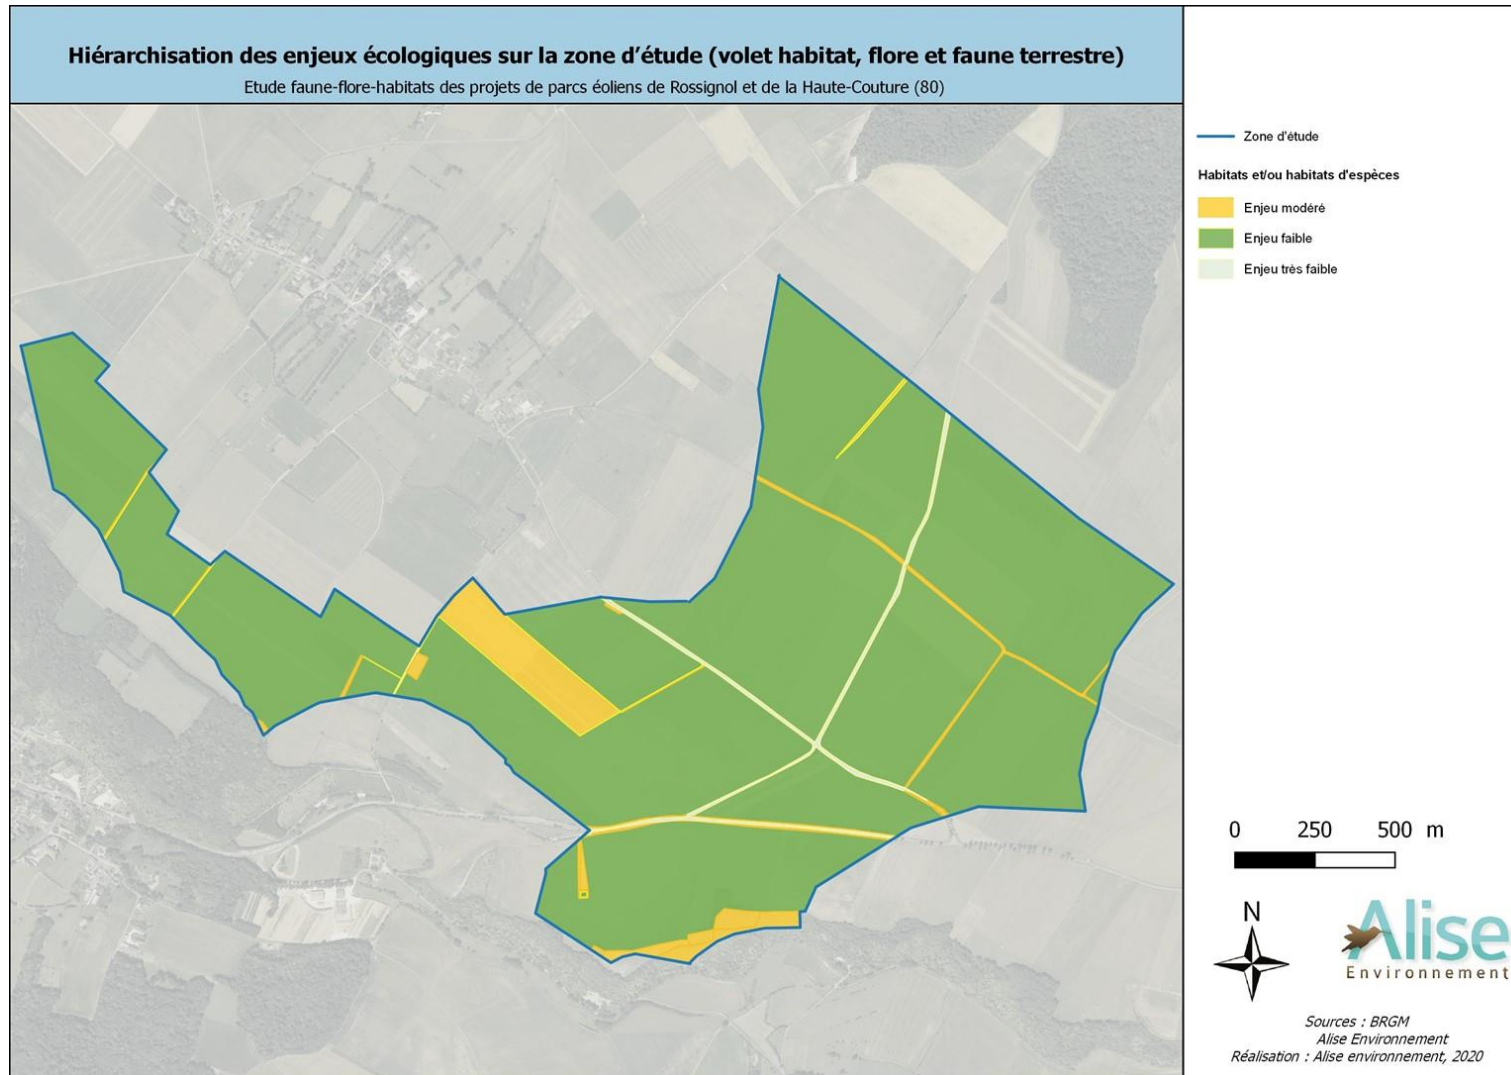 Hiérarchisation des enjeux écologiques sur la zone d’étude (volet habitat, flore et faune terrestre)
Etude faune-flore-habitats des projets de parcs éoliens de Rossignol et de la Haute-Couture (80)
Zone d'étude
Habitats et/ou habitats d'espèces
Enjeu modéré
Enjeu faible
Enjeu très faible
0 250 500 m
N
Alise
Environnement
Sources : BRGM
Alise Environnement
Réalisation : Alise environnement, 2020